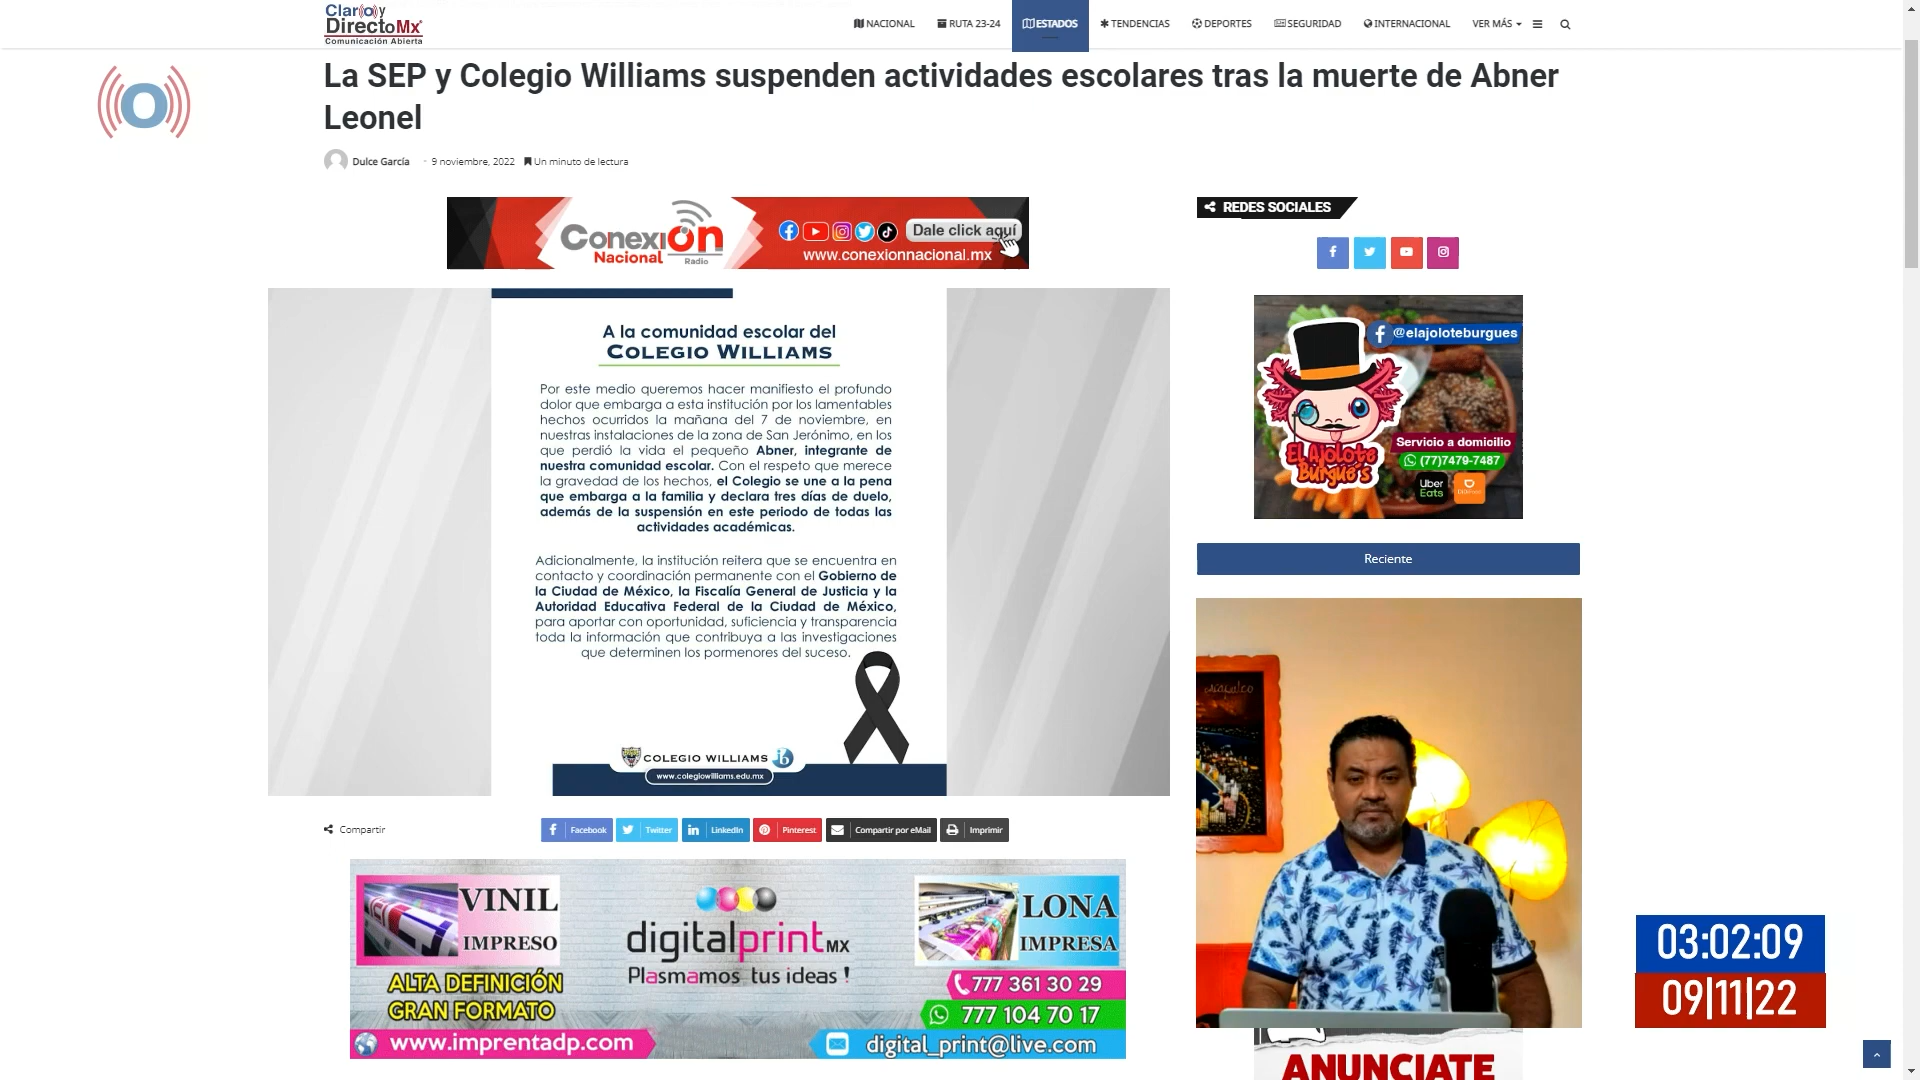 Claro y
DirectoMx
Comunicación Abierta
NACIONAL
RUTA 23-24
ESTADOS
TENDENCIAS
DEPORTES
SEGURIDAD
INTERNACIONAL
VER MÁS
La SEP y Colegio Williams suspenden actividades escolares tras la muerte de Abner
Leonel
Dulce García - 9 noviembre, 2022 Un minuto de lectura
Conexión
Nacional Radio
Dale click aquí
www.conexionnacional.mx
REDES SOCIALES
A la comunidad escolar del
COLEGIO WILLIAMS
Por este medio queremos hacer manifiesto el profundo
dolor que embarga a esta institución por los lamentables
hechos ocurridos la mañana del 7 de noviembre, en
nuestras instalaciones de la zona de San Jerónimo, en los
que perdió la vida el pequeño Abner, integrante de
nuestra comunidad escolar. Con el respeto que merece
la gravedad de los hechos, el Colegio se une a la pena
que embarga a la familia y declara tres días de duelo,
además de la suspensión en este periodo de todas las
actividades académicas.
Adicionalmente, la institución reitera que se encuentra en
contacto y coordinación permanente con el Gobierno de
la Ciudad de México, la Fiscalía General de Justicia y la
Autoridad Educativa Federal de la Ciudad de México,
para aportar con oportunidad, suficiencia y transparencia
toda la información que contribuya a las investigaciones
que determinen los pormenores del suceso.
COLEGIO WILLIAMS ib
www.colegiowilliams.edu.mx
@elajoloteburgues
Servicio a domicilio
(77)7479-7487
El Ajolote
Burgue's
Uber
Eats
DiDi
Reciente
acapulco
Compartir
Facebook
Twitter
LinkedIn
Pinterest
Compartir por eMail
Imprimir
VINIL
IMPRESO
ALTA DEFINICIÓN
GRAN FORMATO
www.imprentadp.com
digitalprint MX
Plasmamos tus ideas !
LONA
IMPRESA
777 361 30 29
777 104 70 17
digital_print@live.com
03:02:09
09|11|22
ANUNCIATE